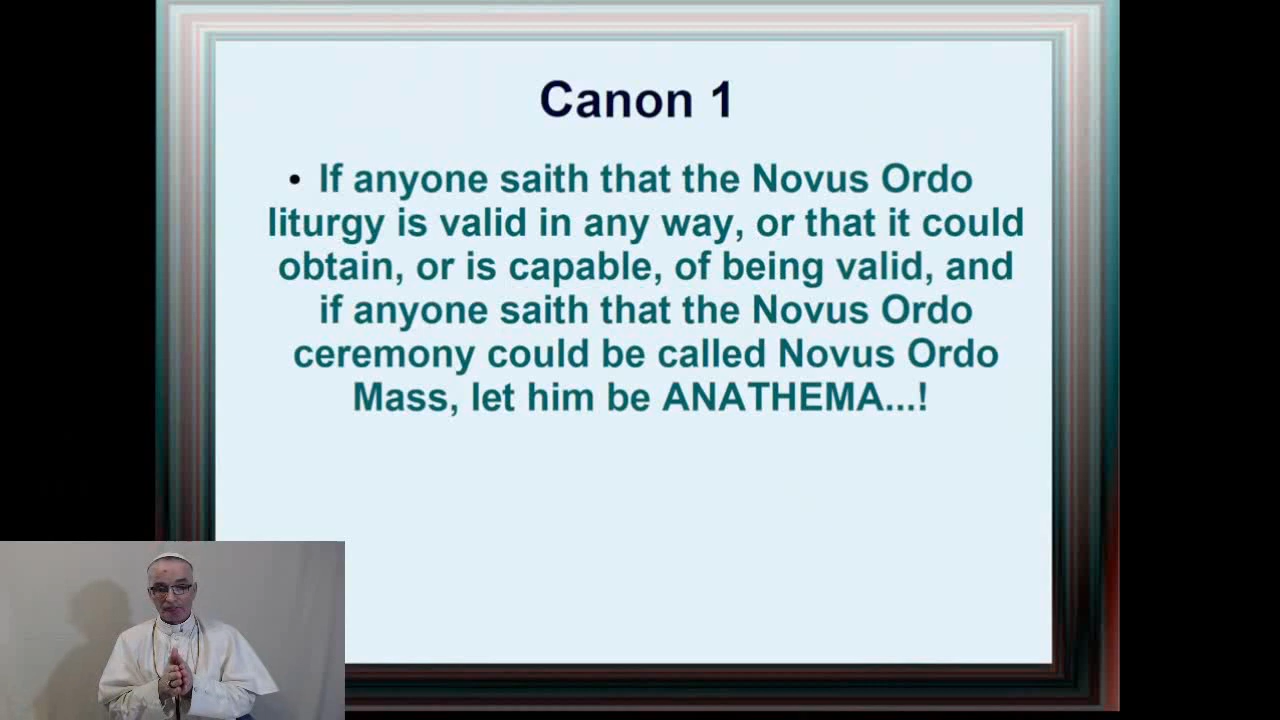 Canon 1
• If anyone saith that the Novus Ordo
liturgy is valid in any way, or that it could
obtain, or is capable, of being valid, and
if anyone saith that the Novus Ordo
ceremony could be called Novus Ordo
Mass, let him be ANATHEMA...!